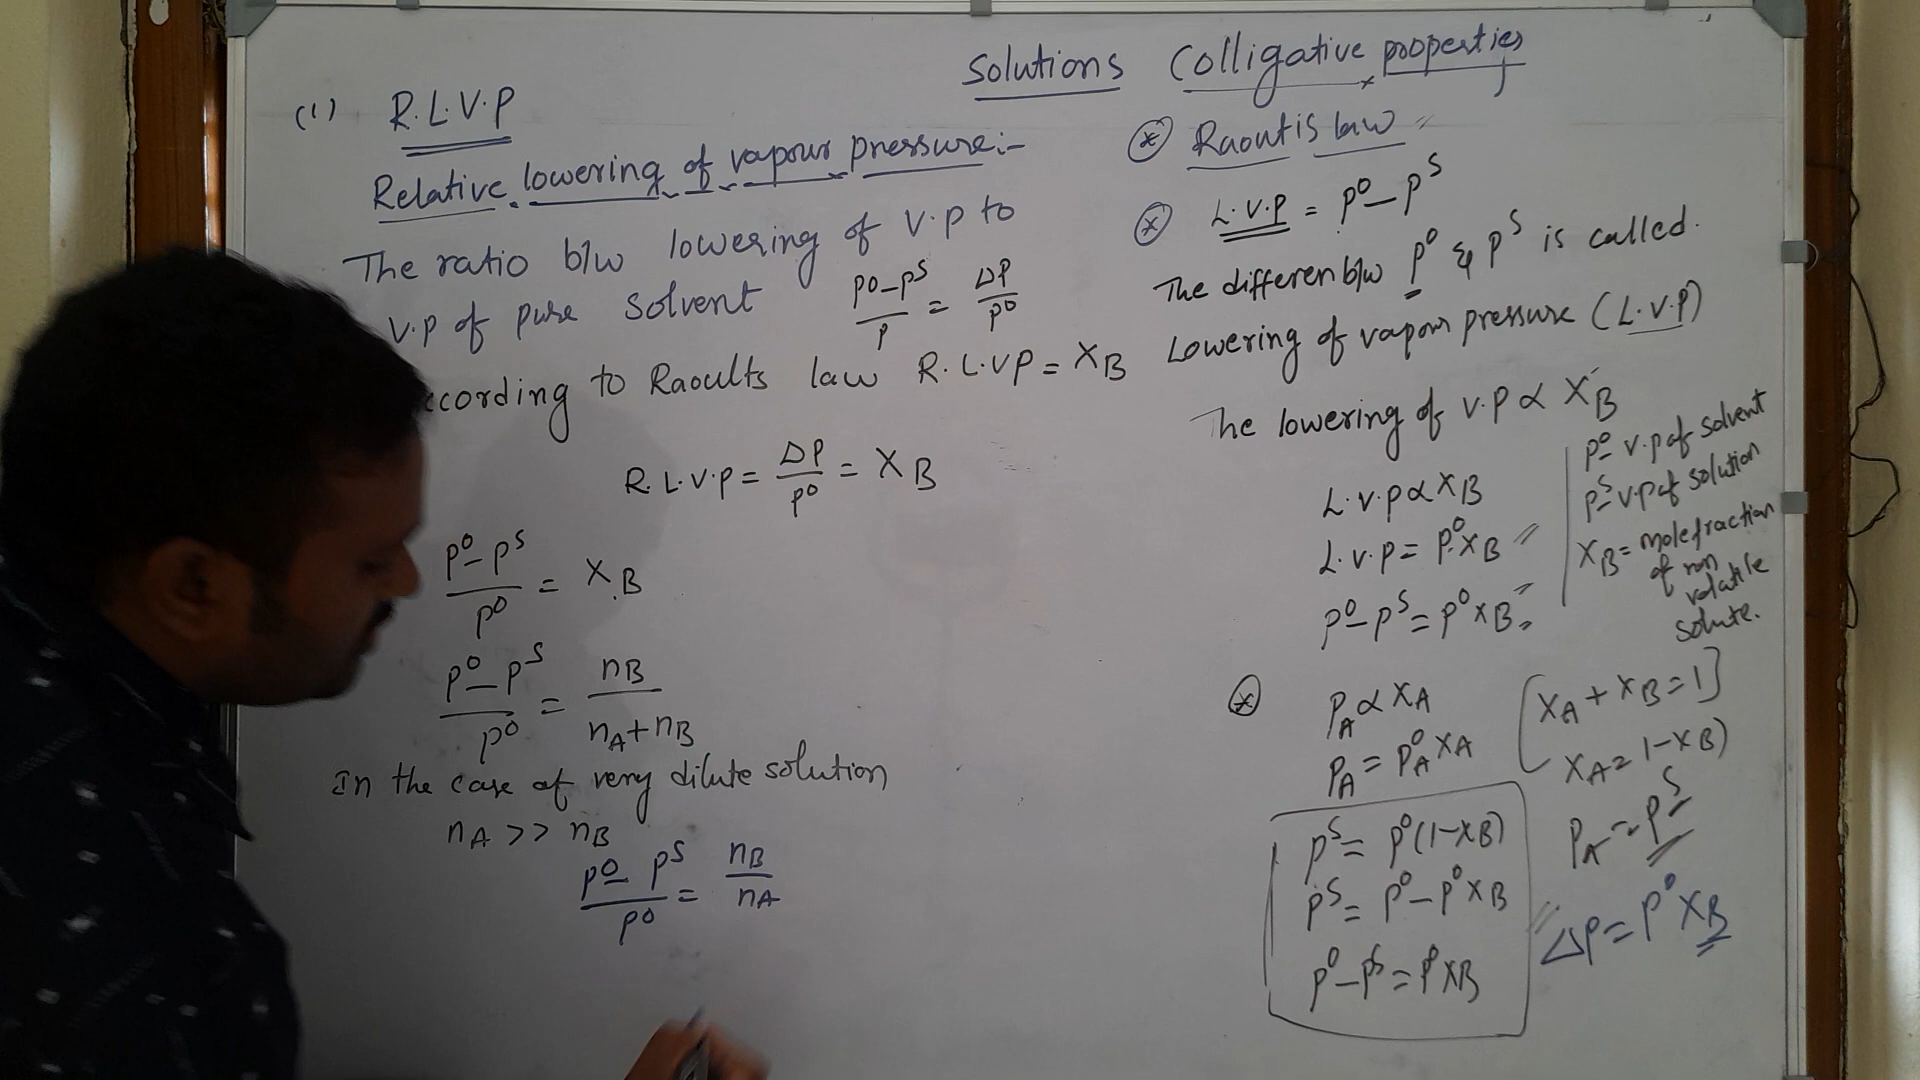 Solutions Colligative properties
(1) R.L.V.P
Relative lowering of vapour pressure:-
The ratio b/w lowering of V.p to
V.p of pure solvent p⁰-pˢ/p = ΔP/p⁰
ccording to Raoults law R.L.VP = XB
R.L.V.p = ΔP/p⁰ = XB
p⁰-pˢ/p⁰ = XB
p⁰-pˢ/p⁰ = nB/nA+nB
In the case of very dilute solution
nA >> nB
p⁰-pˢ/p⁰ = nB/nA
Raoutis law
L.V.P = p⁰-pˢ
The differen b/w p⁰ & pˢ is called.
Lowering of vapour pressure (L.V.P)
The lowering of V.P ∝ XB
L.V.P ∝ XB
L.V.P = p⁰XB
p⁰-pˢ = p⁰XB
p⁰ V.p of solvent
pˢ V.p of solution
XB = mole fraction
of non
volatile
solute.
PA ∝ XA
PA = P⁰A XA
[XA + XB = 1]
XA = 1-XB)
PA = pˢ
pˢ = p⁰(1-XB)
pˢ = p⁰-p⁰XB
p⁰-pˢ = p⁰XB
ΔP = p⁰XB